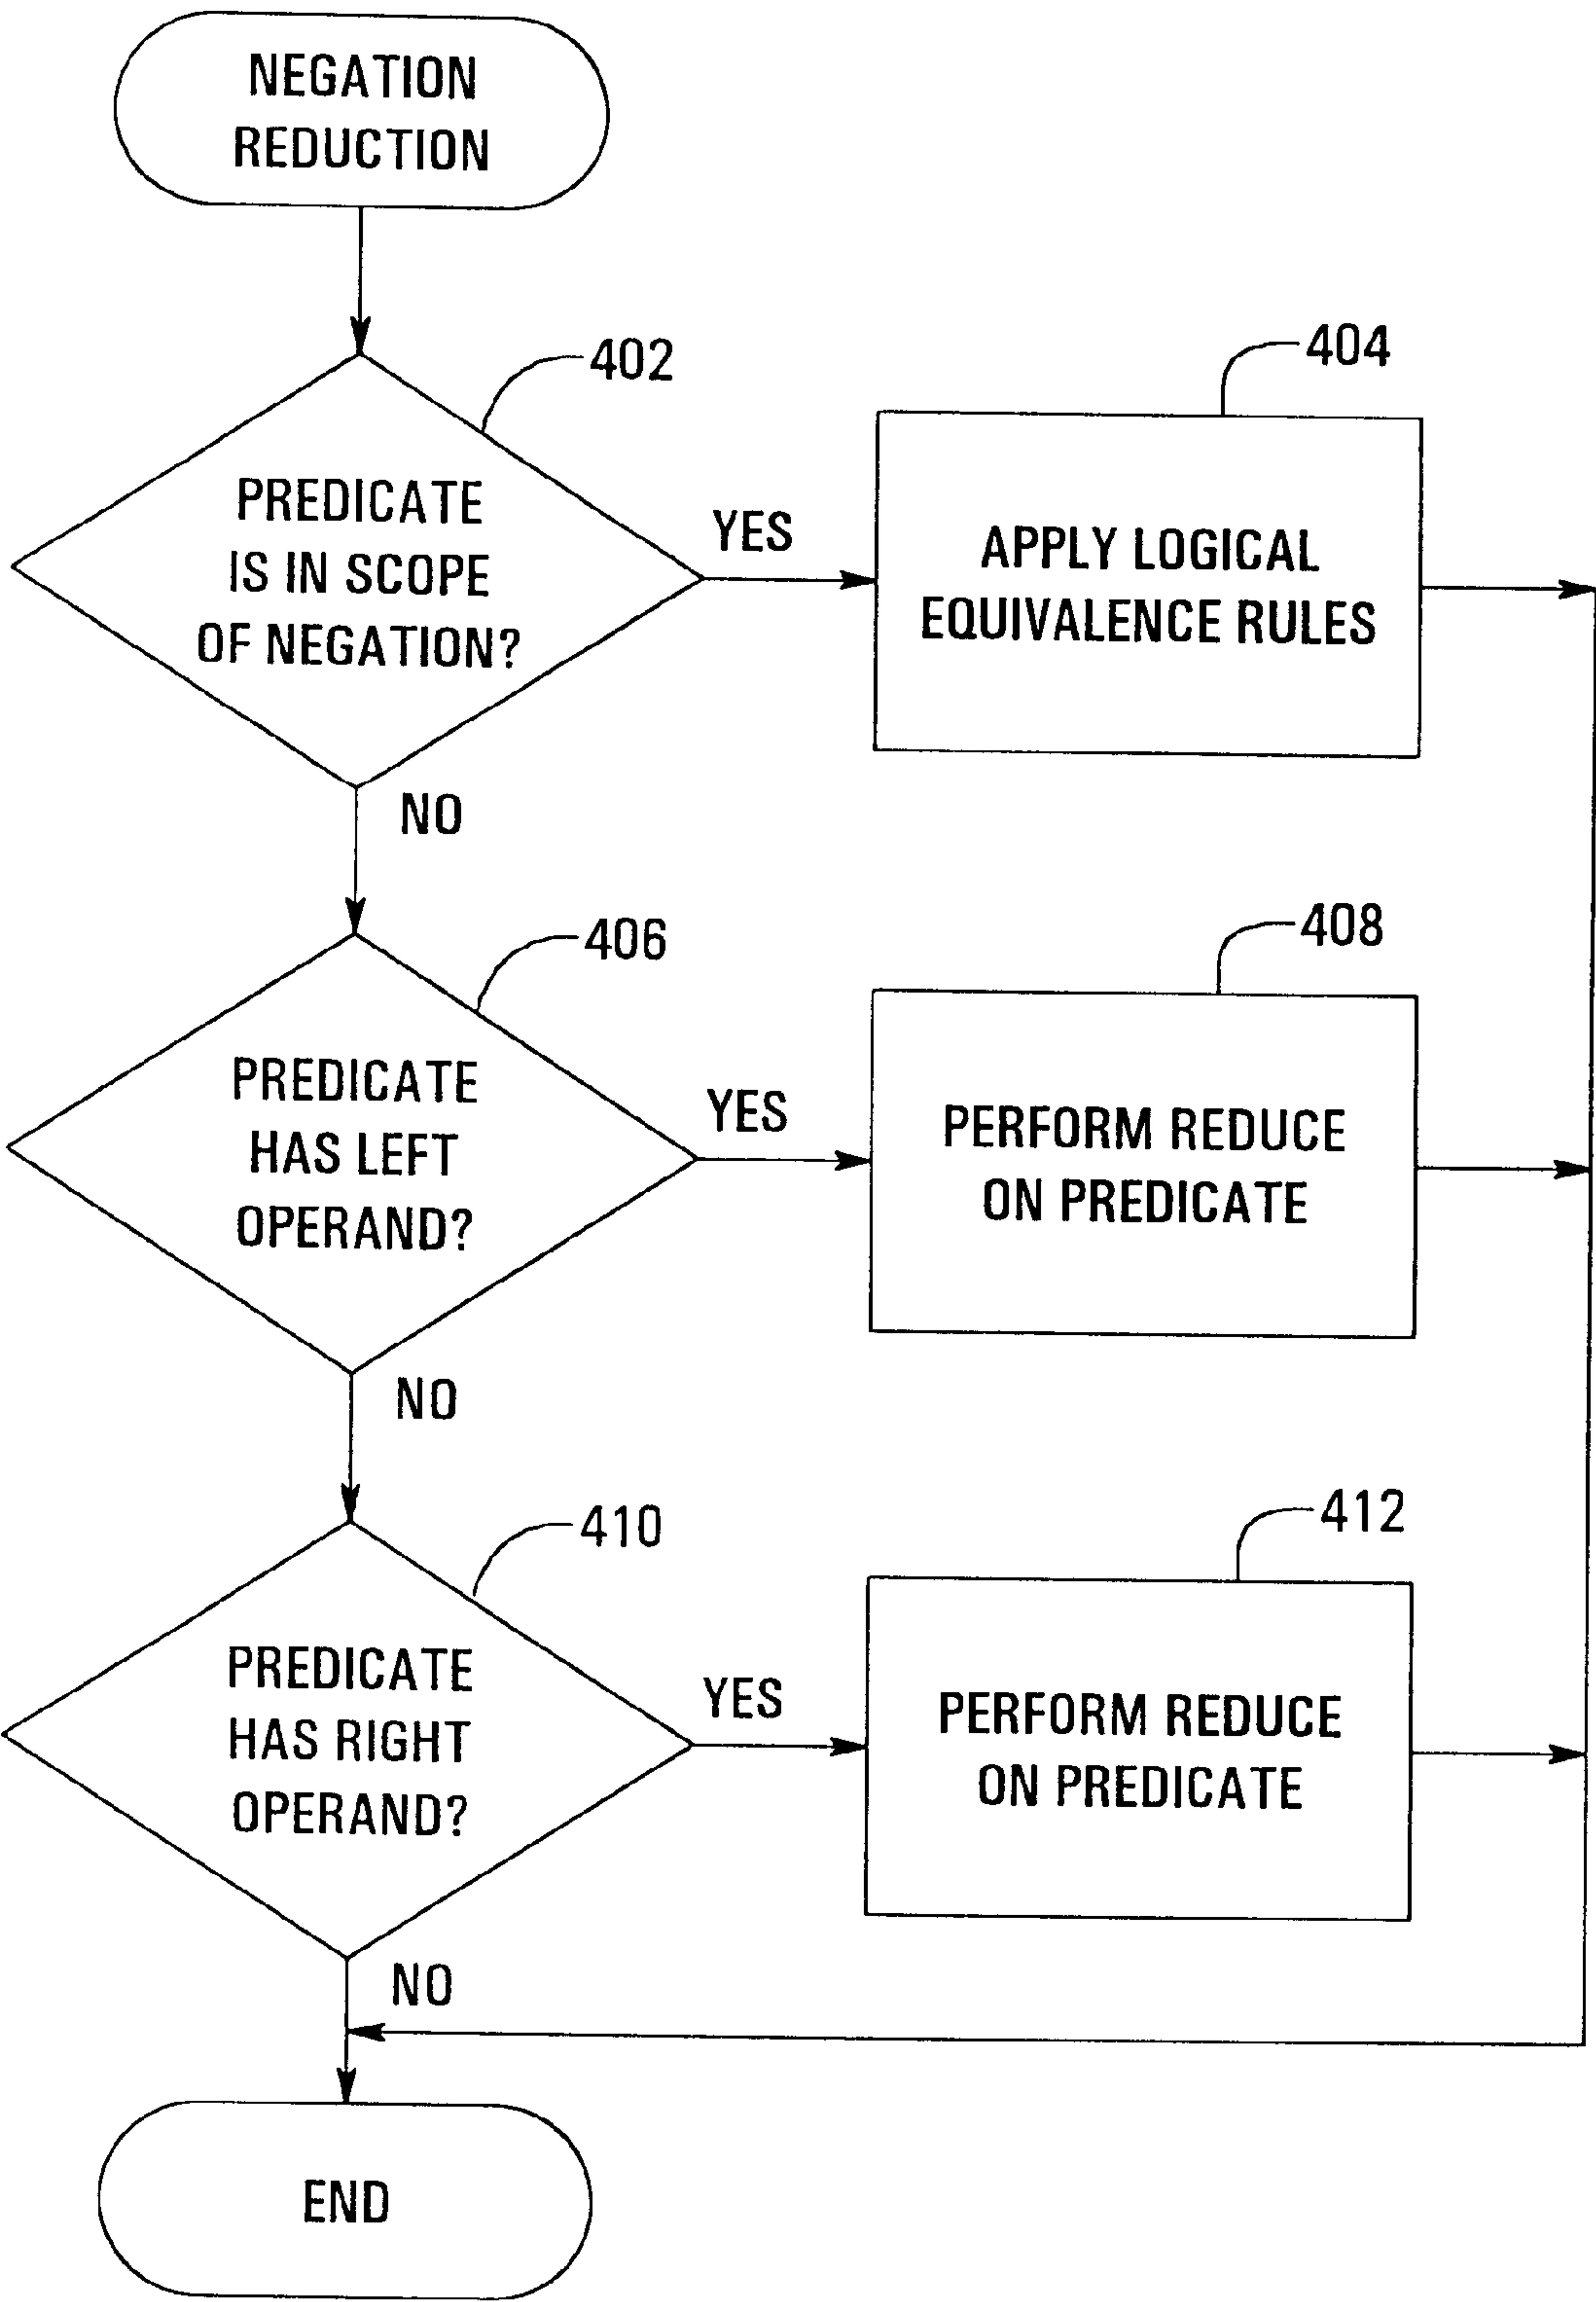 NEGATION
REDUCTION
402
404
PREDICATE
IS IN SCOPE
OF NEGATION?
YES
APPLY LOGICAL
EQUIVALENCE RULES
NO
406
408
PREDICATE
HAS LEFT
OPERAND?
YES
PERFORM REDUCE
ON PREDICATE
NO
410
412
PREDICATE
HAS RIGHT
OPERAND?
YES
PERFORM REDUCE
ON PREDICATE
NO
END